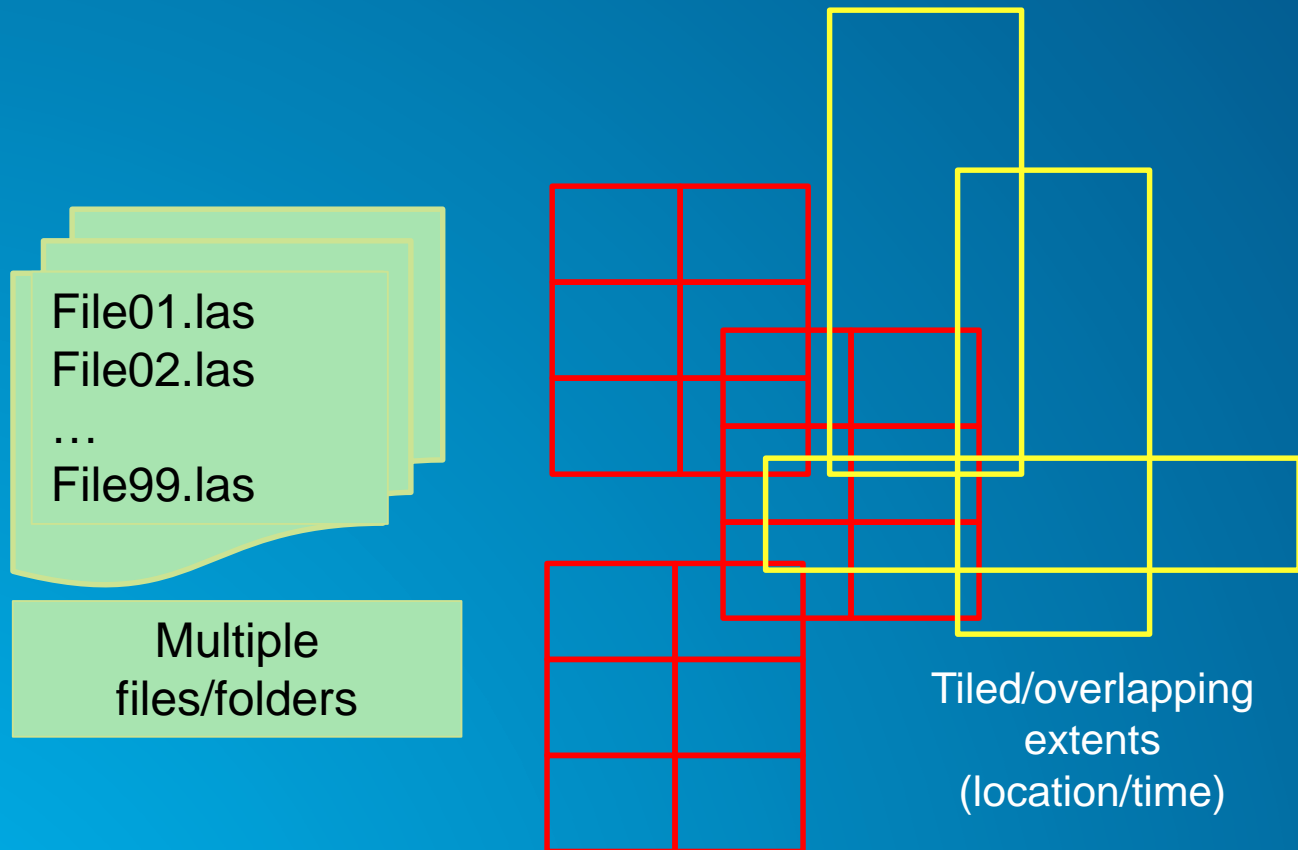 File01.las
File02.las
…
File99.las
Multiple
files/folders
Tiled/overlapping
extents
(location/time)